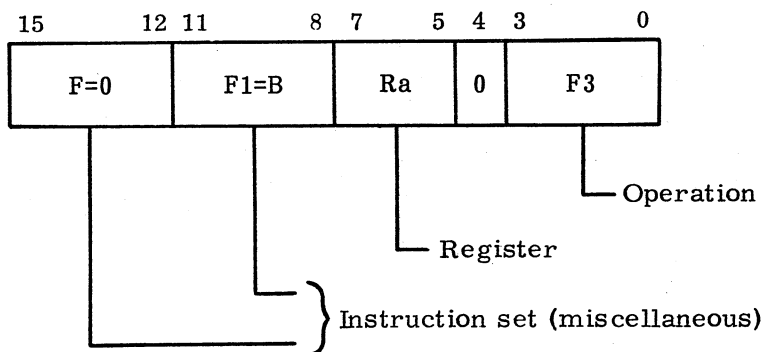 15 12 11 8 7 5 4 3 0
F=0 F1=B Ra 0 F3
Operation
Register
Instruction set (miscellaneous)